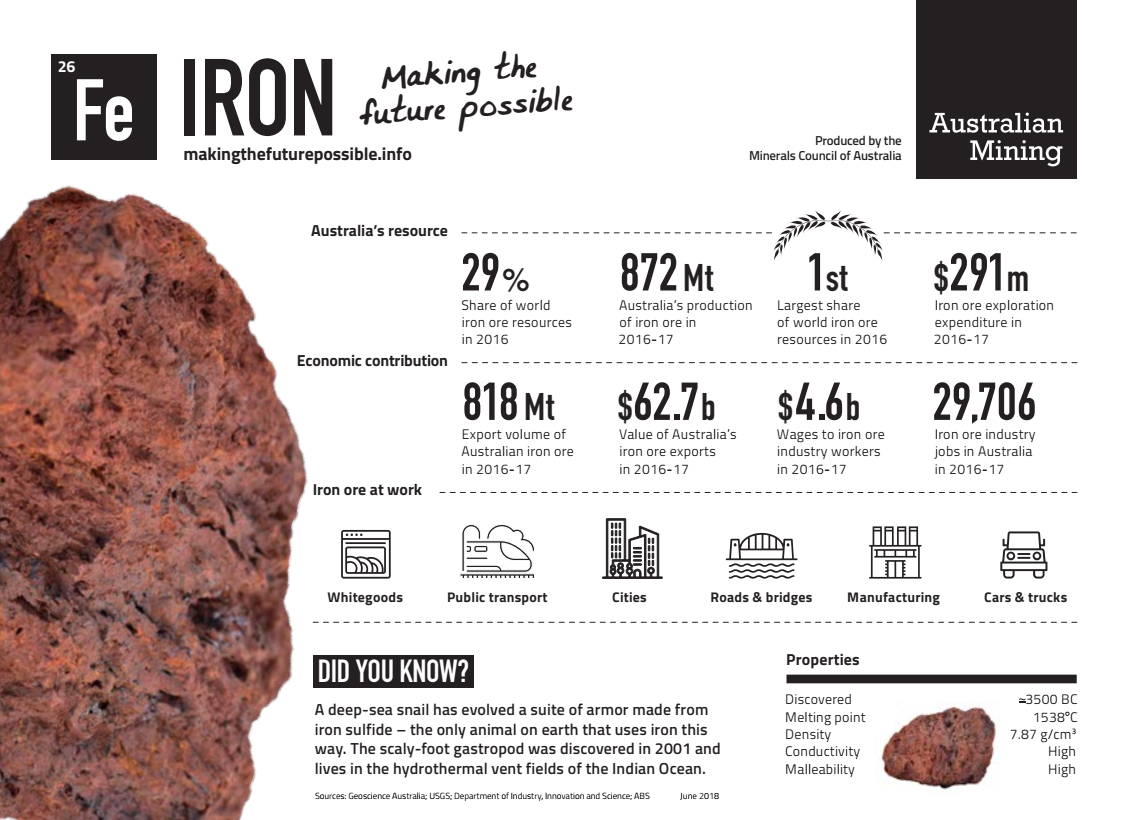 26
Fe
IRON
Making the
future possible
makingthefuturepossible.info
Produced by the
Minerals Council of Australia
Australian
Mining
Australia's resource
29%
Share of world
iron ore resources
in 2016
872 Mt
Australia's production
of iron ore in
2016-17
1st
Largest share
of world iron ore
resources in 2016
$291m
Iron ore exploration
expenditure in
2016-17
Economic contribution
818 Mt
Export volume of
Australian iron ore
in 2016-17
$62.7b
Value of Australia's
iron ore exports
in 2016-17
$4.6b
Wages to iron ore
industry workers
in 2016-17
29,706
Iron ore industry
jobs in Australia
in 2016-17
Iron ore at work
Whitegoods
Public transport
Cities
Roads & bridges
Manufacturing
Cars & trucks
DID YOU KNOW?
A deep-sea snail has evolved a suite of armor made from
iron sulfide – the only animal on earth that uses iron this
way. The scaly-foot gastropod was discovered in 2001 and
lives in the hydrothermal vent fields of the Indian Ocean.
Sources: Geoscience Australia; USGS; Department of Industry, Innovation and Science; ABS June 2018
Properties
Discovered ≃3500 BC
Melting point 1538°C
Density 7.87 g/cm³
Conductivity High
Malleability High